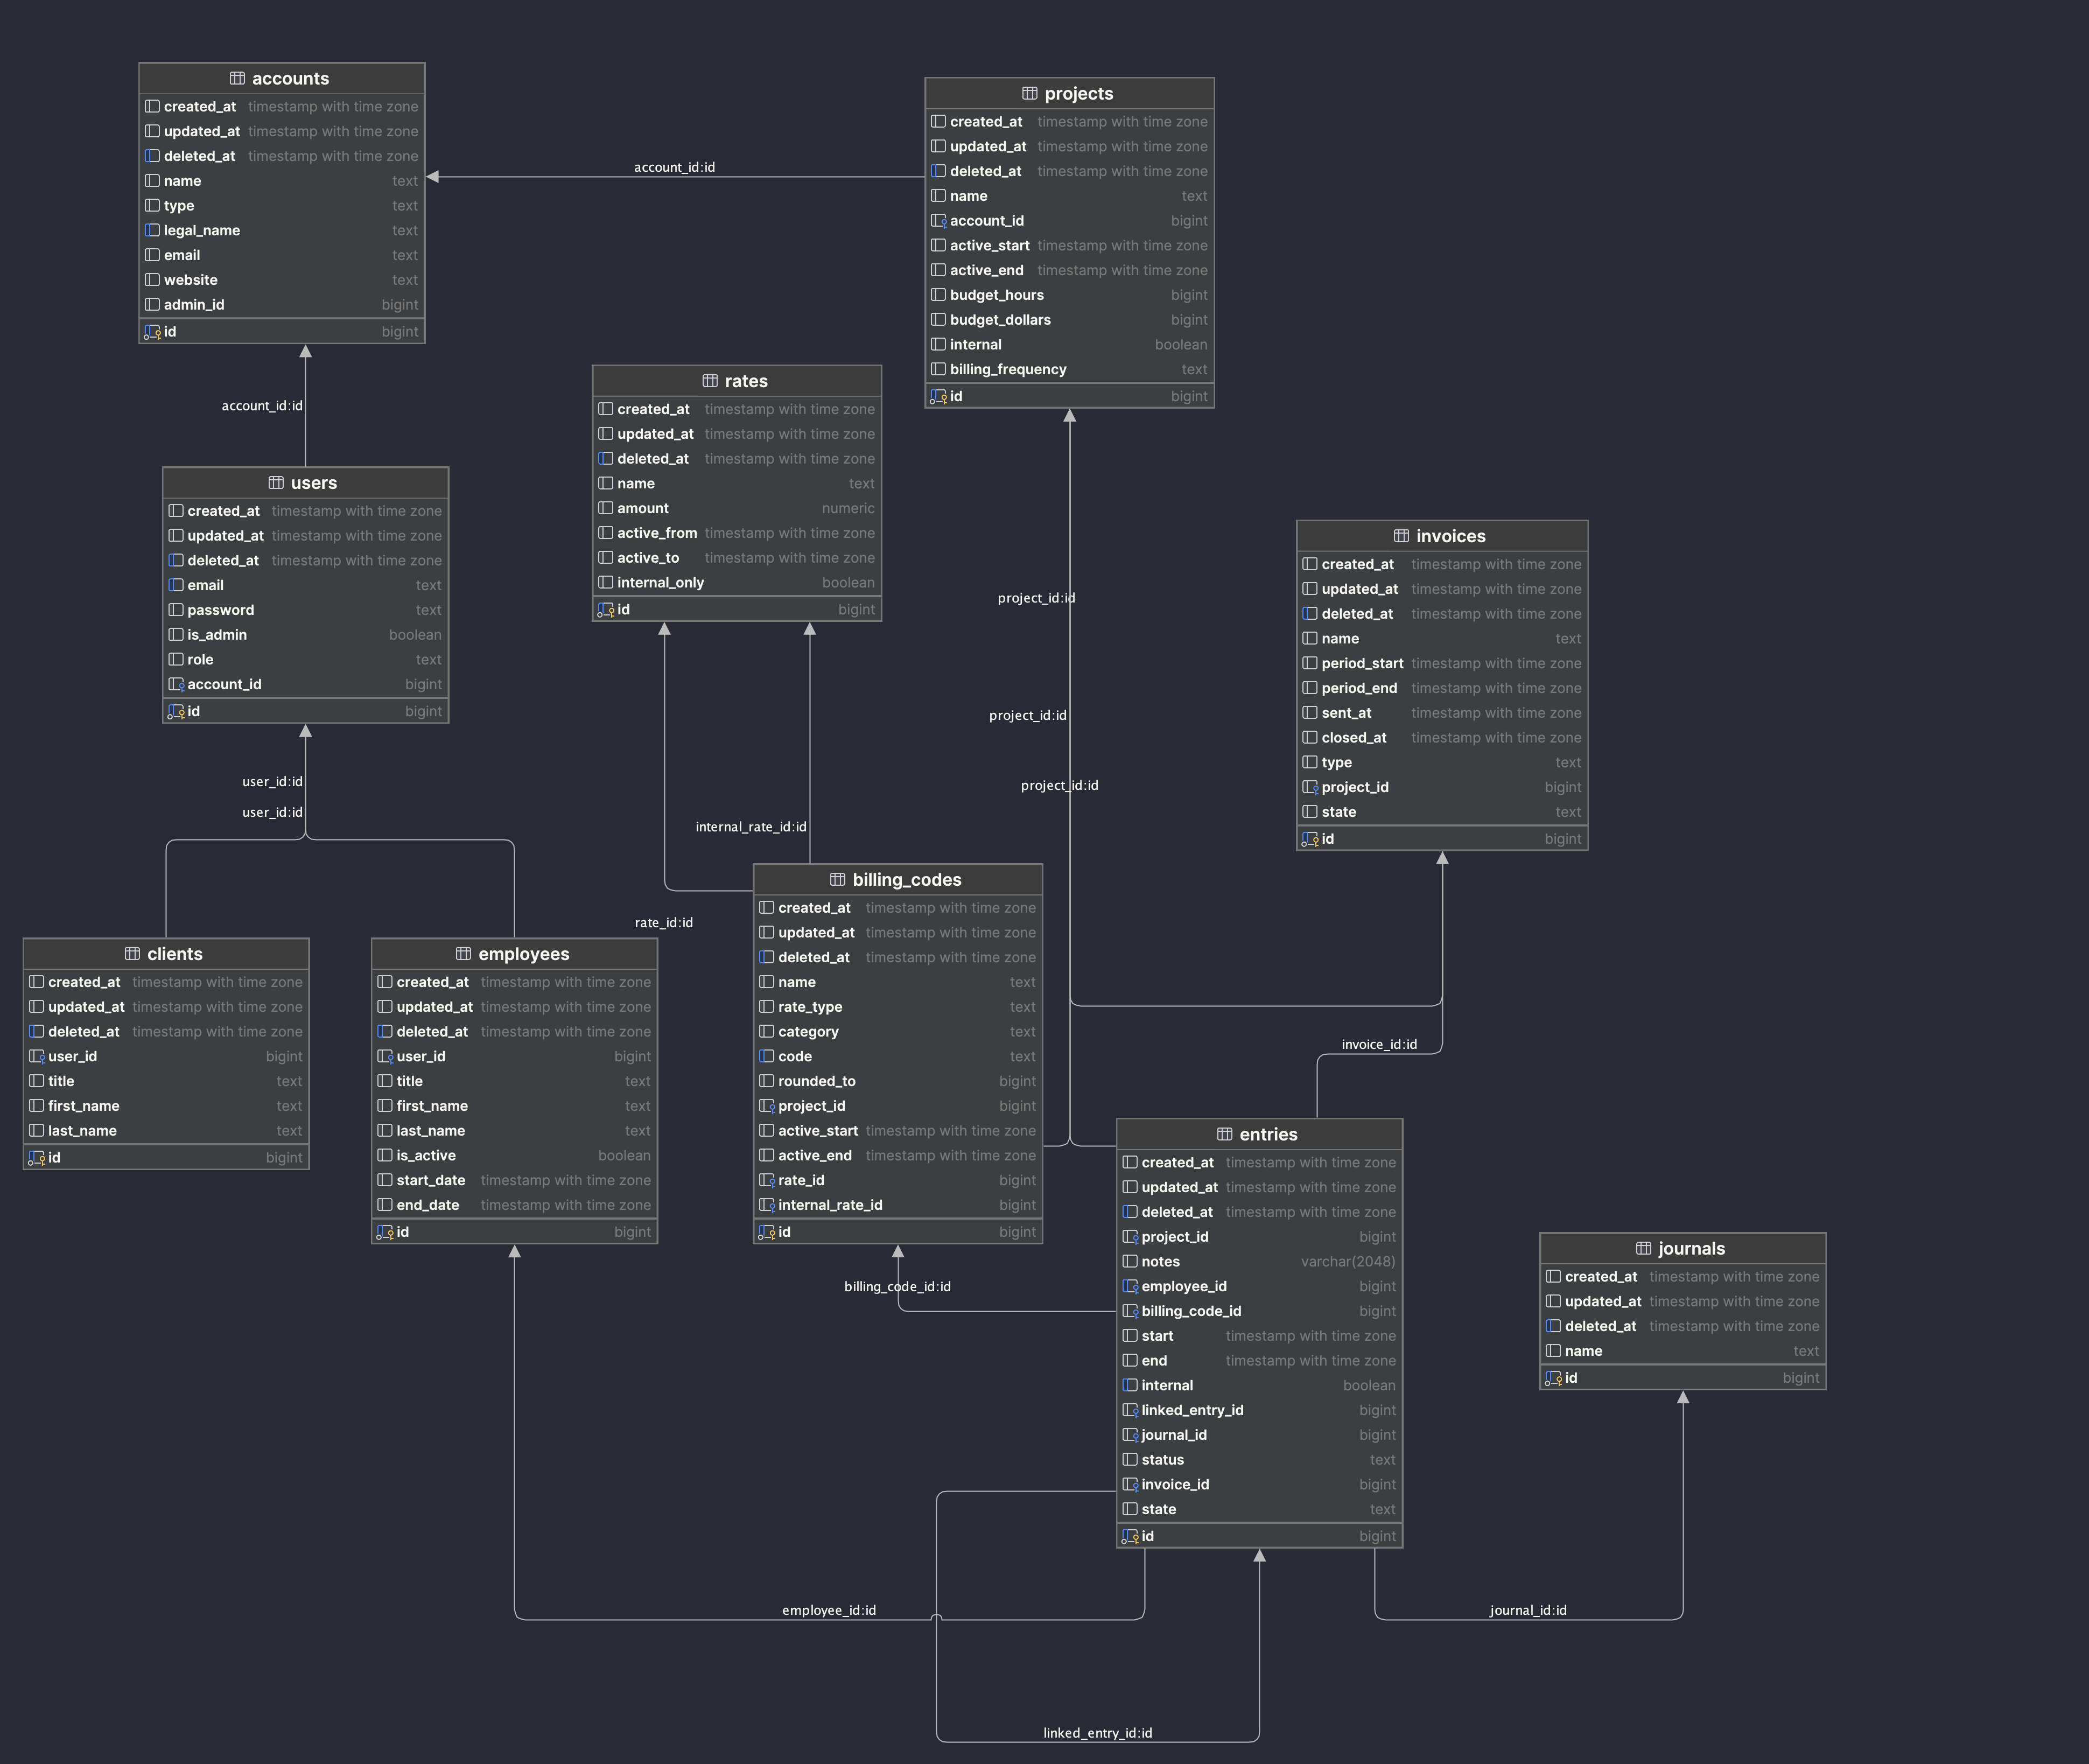 accounts
created_at timestamp with time zone
updated_at timestamp with time zone
deleted_at timestamp with time zone
name text
type text
legal_name text
email text
website text
admin_id bigint
id bigint
projects
created_at timestamp with time zone
updated_at timestamp with time zone
deleted_at timestamp with time zone
name text
account_id bigint
active_start timestamp with time zone
active_end timestamp with time zone
budget_hours bigint
budget_dollars bigint
internal boolean
billing_frequency text
id bigint
account_id:id
account_id:id
rates
created_at timestamp with time zone
updated_at timestamp with time zone
deleted_at timestamp with time zone
name text
amount numeric
active_from timestamp with time zone
active_to timestamp with time zone
internal_only boolean
id bigint
users
created_at timestamp with time zone
updated_at timestamp with time zone
deleted_at timestamp with time zone
email text
password text
is_admin boolean
role text
account_id bigint
id bigint
invoices
created_at timestamp with time zone
updated_at timestamp with time zone
deleted_at timestamp with time zone
name text
period_start timestamp with time zone
period_end timestamp with time zone
sent_at timestamp with time zone
closed_at timestamp with time zone
type text
project_id bigint
state text
id bigint
project_id:id
project_id:id
project_id:id
user_id:id
user_id:id
internal_rate_id:id
rate_id:id
billing_codes
created_at timestamp with time zone
updated_at timestamp with time zone
deleted_at timestamp with time zone
name text
rate_type text
category text
code text
rounded_to bigint
project_id bigint
active_start timestamp with time zone
active_end timestamp with time zone
rate_id bigint
internal_rate_id bigint
id bigint
clients
created_at timestamp with time zone
updated_at timestamp with time zone
deleted_at timestamp with time zone
user_id bigint
title text
first_name text
last_name text
id bigint
employees
created_at timestamp with time zone
updated_at timestamp with time zone
deleted_at timestamp with time zone
user_id bigint
title text
first_name text
last_name text
is_active boolean
start_date timestamp with time zone
end_date timestamp with time zone
id bigint
invoice_id:id
entries
created_at timestamp with time zone
updated_at timestamp with time zone
deleted_at timestamp with time zone
project_id bigint
notes varchar(2048)
employee_id bigint
billing_code_id bigint
start timestamp with time zone
end timestamp with time zone
internal boolean
linked_entry_id bigint
journal_id bigint
status text
invoice_id bigint
state text
id bigint
journals
created_at timestamp with time zone
updated_at timestamp with time zone
deleted_at timestamp with time zone
name text
id bigint
billing_code_id:id
employee_id:id
journal_id:id
linked_entry_id:id